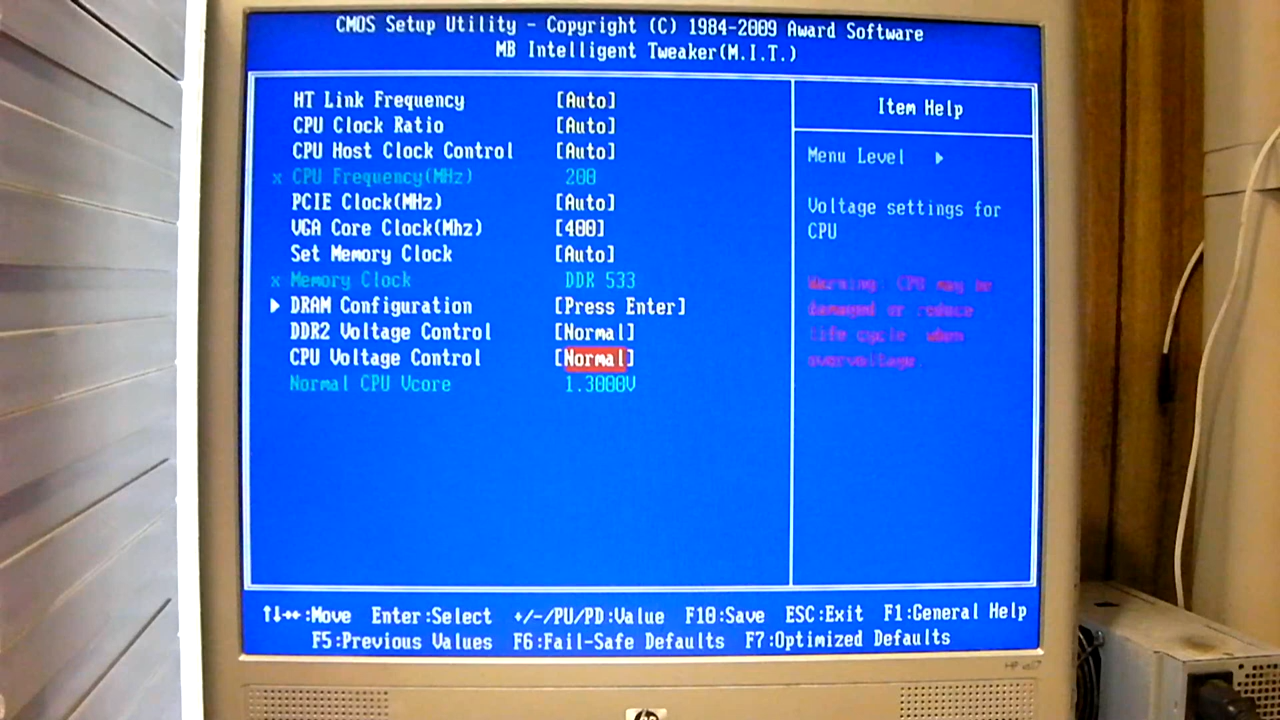 CMOS Setup Utility - Copyright (C) 1984-2009 Award Software
MB Intelligent Tweaker(M.I.T.)
HT Link Frequency [Auto]
CPU Clock Ratio [Auto]
CPU Host Clock Control [Auto]
x CPU Frequency(MHz) 200
PCIE Clock(MHz) [Auto]
VGA Core Clock(Mhz) [400]
Set Memory Clock [Auto]
x Memory Clock DDR 533
▶ DRAM Configuration [Press Enter]
DDR2 Voltage Control [Normal]
CPU Voltage Control [Normal]
Normal CPU Vcore 1.3000V
Item Help
Menu Level ▶
Voltage settings for
CPU
Warning: CPU may be
damaged or reduce
life cycle when
overvoltage.
↑↓→←:Move Enter:Select +/-/PU/PD:Value F10:Save ESC:Exit F1:General Help
F5:Previous Values F6:Fail-Safe Defaults F7:Optimized Defaults
hp